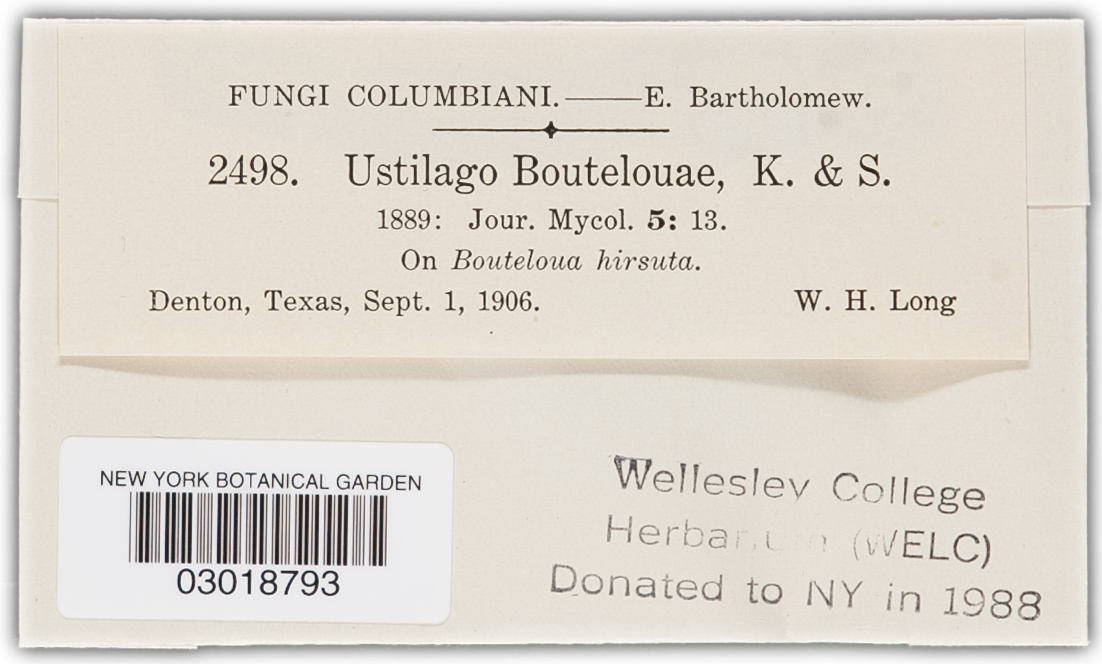 FUNGI COLUMBIANI.——E. Bartholomew.
2498. Ustilago Boutelouae, K. & S.
1889: Jour. Mycol. 5: 13.
On Bouteloua hirsuta.
Denton, Texas, Sept. 1, 1906. W. H. Long
NEW YORK BOTANICAL GARDEN
03018793
Wellesley College
Herbarium (WELC)
Donated to NY in 1988